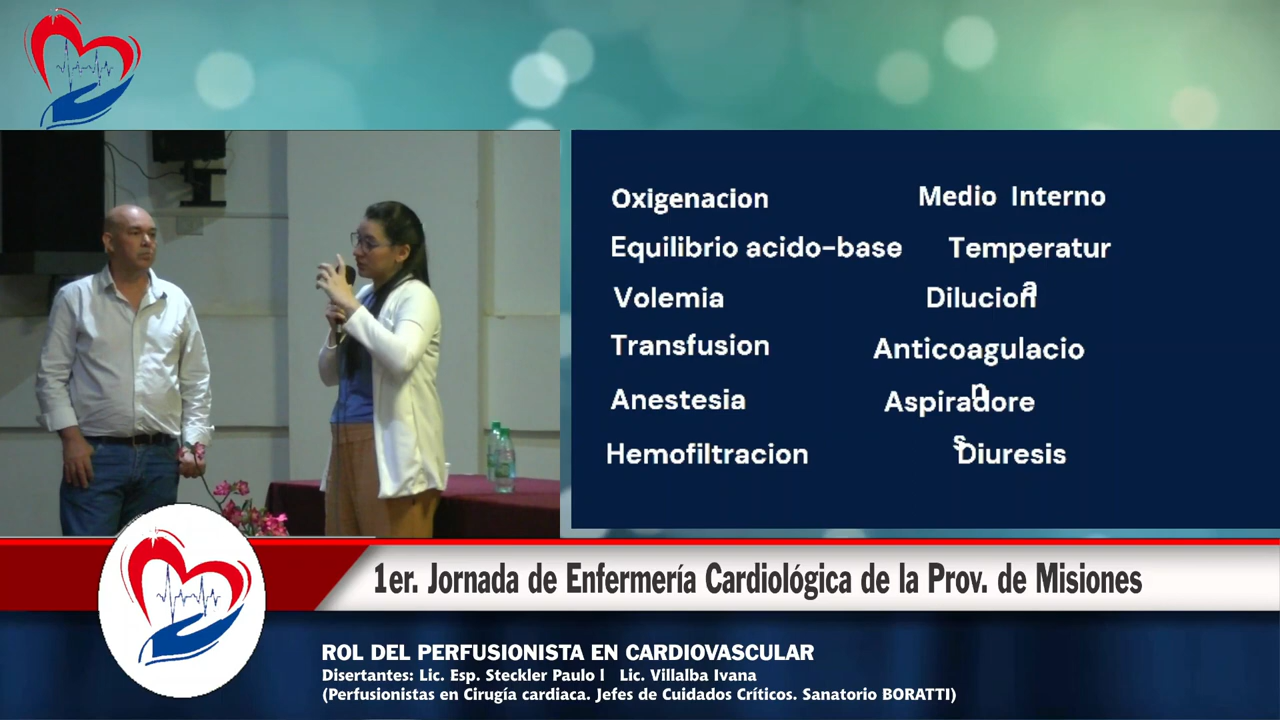 Oxigenacion
Medio Interno
Equilibrio acido-base
Temperatur
a
Volemia
Dilucion
Transfusion
Anticoagulacio
n
Anestesia
Aspiradore
s
Hemofiltracion
Diuresis
1er. Jornada de Enfermería Cardiológica de la Prov. de Misiones
ROL DEL PERFUSIONISTA EN CARDIOVASCULAR
Disertantes: Lic. Esp. Steckler Paulo l Lic. Villalba Ivana
(Perfusionistas en Cirugía cardiaca. Jefes de Cuidados Críticos. Sanatorio BORATTI)